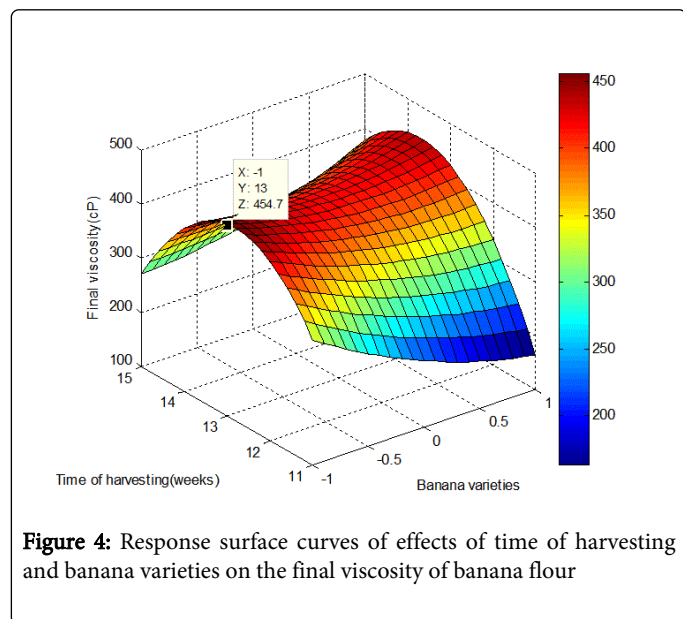 500
400
300
200
100
Final viscosity(cP)
X: -1
Y: 13
Z: 454.7
15
14
13
12
11
Time of harvesting(weeks)
-1
-0.5
0
0.5
1
Banana varieties
450
400
350
300
250
200
Figure 4: Response surface curves of effects of time of harvesting
and banana varieties on the final viscosity of banana flour